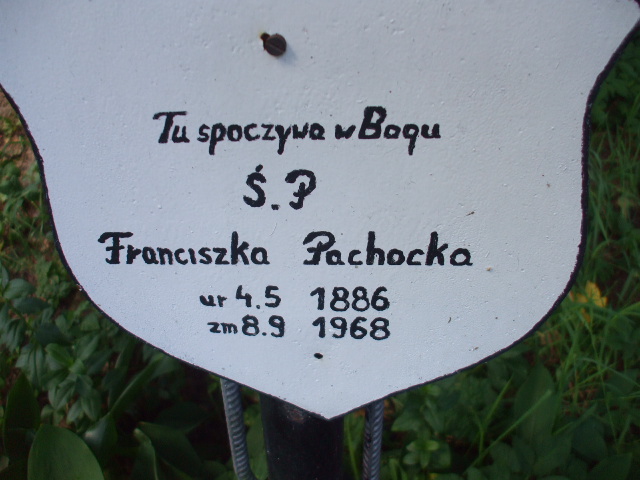 Tu spoczywa w Bogu
Ś.P
Franciszka Pachocka
ur 4.5 1886
zm 8.9 1968